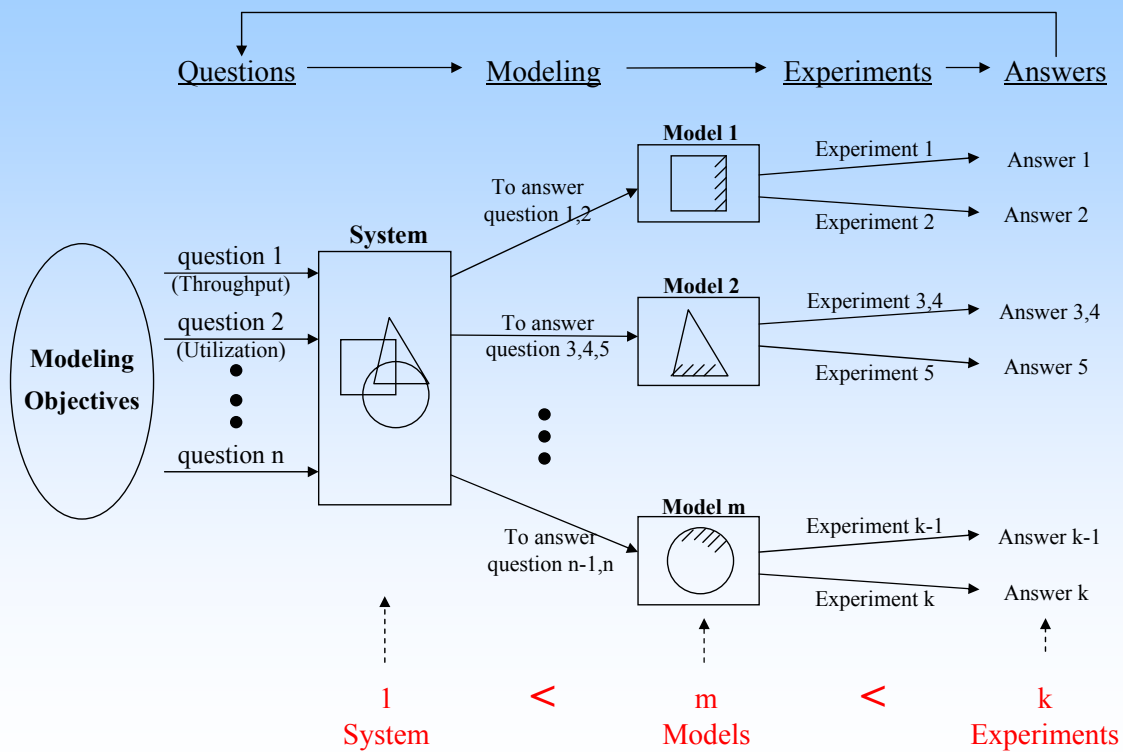 Questions
Modeling
Experiments
Answers
Modeling
Objectives
question 1
(Throughput)
question 2
(Utilization)
question n
System
To answer
question 1,2
To answer
question 3,4,5
To answer
question n-1,n
Model 1
Model 2
Model m
Experiment 1
Experiment 2
Experiment 3,4
Experiment 5
Experiment k-1
Experiment k
Answer 1
Answer 2
Answer 3,4
Answer 5
Answer k-1
Answer k
1 < m < k
System Models Experiments